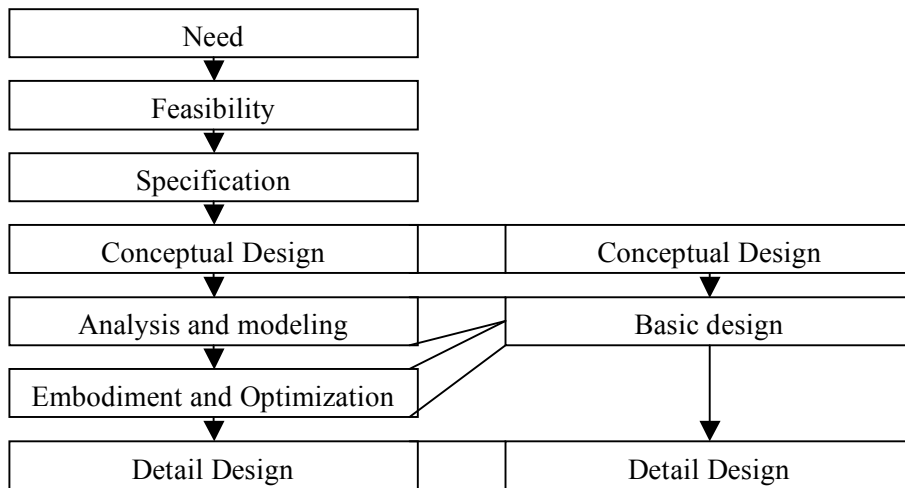 Need
Feasibility
Specification
Conceptual Design
Conceptual Design
Analysis and modeling
Basic design
Embodiment and Optimization
Detail Design
Detail Design